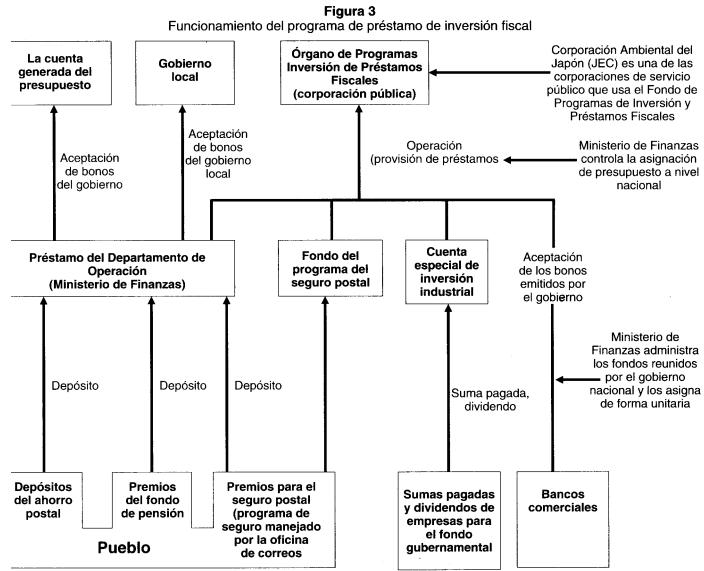 Figura 3
Funcionamiento del programa de préstamo de inversión fiscal
La cuenta
generada del
presupuesto
Gobierno
local
Órgano de Programas
Inversión de Préstamos
Fiscales
(corporación pública)
Corporación Ambiental del
Japón (JEC) es una de las
corporaciones de servicio
público que usa el Fondo de
Programas de Inversión y
Préstamos Fiscales
Aceptación
de bonos
del gobierno
Aceptación
de bonos
del gobierno
local
Operación
(provisión de préstamos
Ministerio de Finanzas
controla la asignación
de presupuesto a nivel
nacional
Préstamo del Departamento de
Operación
(Ministerio de Finanzas)
Fondo del
programa del
seguro postal
Cuenta
especial de
inversión
industrial
Aceptación
de los bonos
emitidos por
el gobierno
Ministerio de
Finanzas administra
los fondos reunidos
por el gobierno
nacional y los asigna
de forma unitaria
Depósito
Depósito
Depósito
Suma pagada,
dividendo
Depósitos
del ahorro
postal
Premios
del fondo
de pensión
Premios para el
seguro postal
(programa de
seguro manejado
por la oficina
de correos
Pueblo
Sumas pagadas
y dividendos de
empresas para
el fondo
gubernamental
Bancos
comerciales